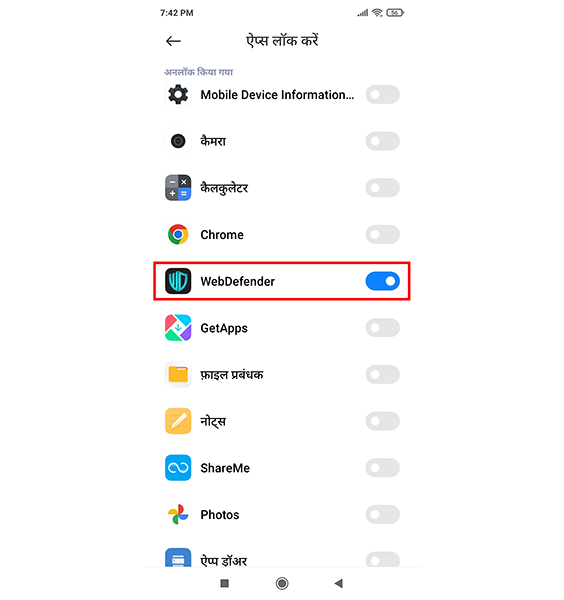 7:42 PM
56
ऐप्स लॉक करें
अनलॉक किया गया
Mobile Device Information...
कैमरा
कैलकुलेटर
Chrome
WebDefender
GetApps
फ़ाइल प्रबंधक
नोट्स
ShareMe
Photos
ऐप्प ड्रॉअर